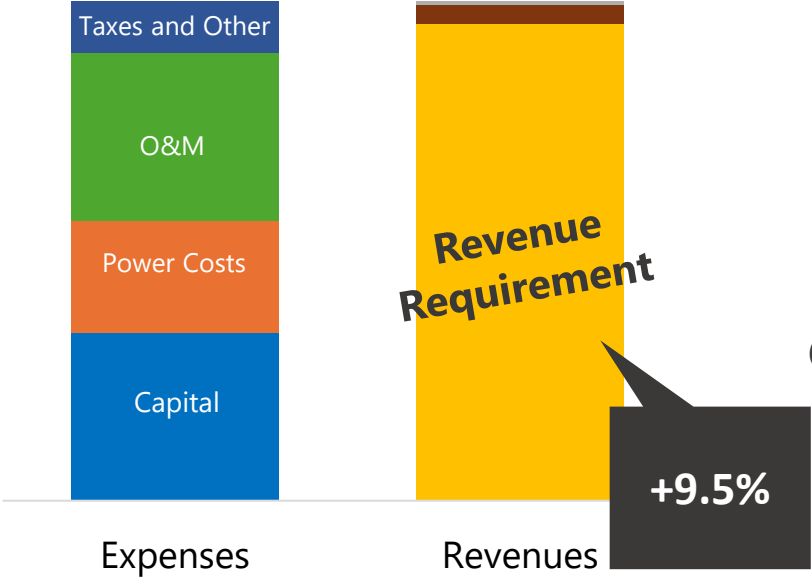 Taxes and Other
O&M
Power Costs
Capital
Revenue
Requirement
+9.5%
Expenses
Revenues